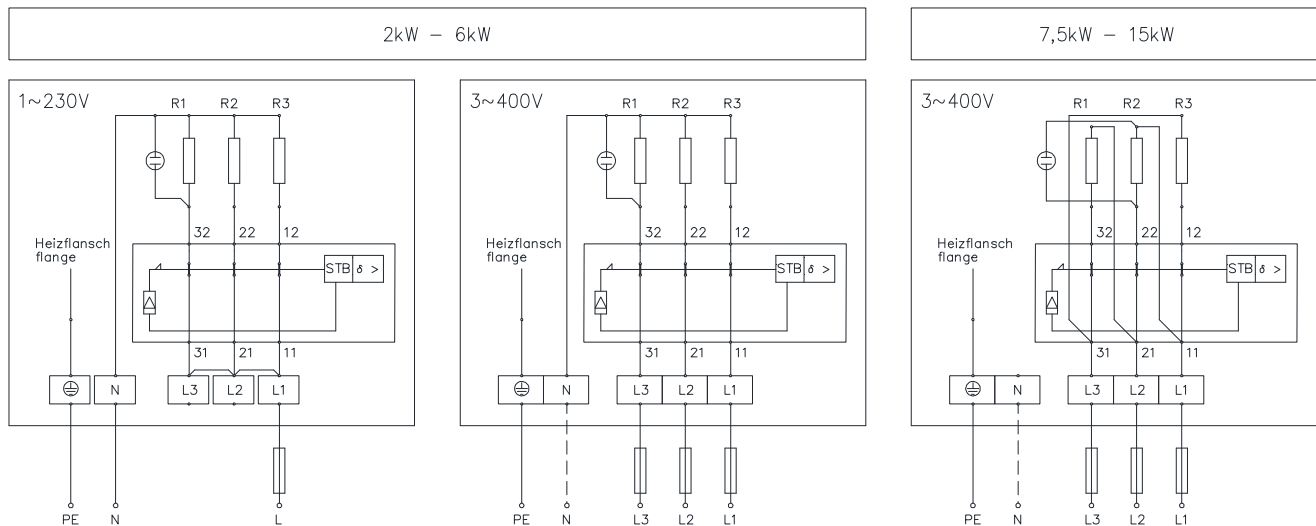 2kW – 6kW
7,5kW – 15kW
1~230V
R1 R2 R3
32 22 12
Heizflansch
flange
STB δ >
31 21 11
N L3 L2 L1
PE N L
3~400V
R1 R2 R3
32 22 12
Heizflansch
flange
STB δ >
31 21 11
N L3 L2 L1
PE N L3 L2 L1
3~400V
R1 R2 R3
32 22 12
Heizflansch
flange
STB δ >
31 21 11
N L3 L2 L1
PE N L3 L2 L1